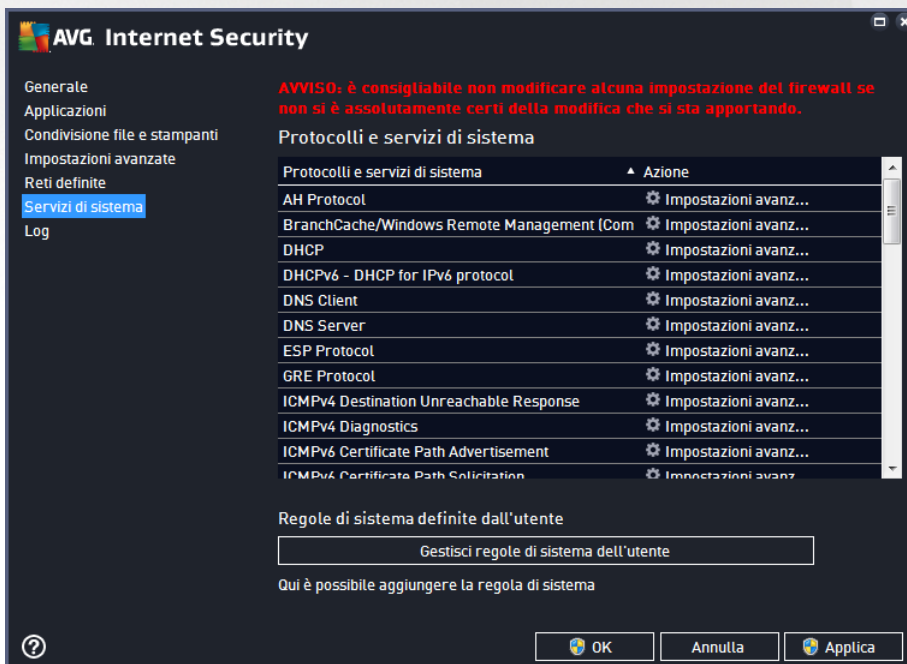 AVG. Internet Security
Generale
Applicazioni
Condivisione file e stampanti
Impostazioni avanzate
Reti definite
Servizi di sistema
Log
AVVISO: è consigliabile non modificare alcuna impostazione del firewall se
non si è assolutamente certi della modifica che si sta apportando.
Protocolli e servizi di sistema
Protocolli e servizi di sistema Azione
AH Protocol Impostazioni avanz...
BranchCache/Windows Remote Management (Com Impostazioni avanz...
DHCP Impostazioni avanz...
DHCPv6 - DHCP for IPv6 protocol Impostazioni avanz...
DNS Client Impostazioni avanz...
DNS Server Impostazioni avanz...
ESP Protocol Impostazioni avanz...
GRE Protocol Impostazioni avanz...
ICMPv4 Destination Unreachable Response Impostazioni avanz...
ICMPv4 Diagnostics Impostazioni avanz...
ICMPv6 Certificate Path Advertisement Impostazioni avanz...
ICMPv6 Certificate Path Solicitation Impostazioni avanz
Regole di sistema definite dall'utente
Gestisci regole di sistema dell'utente
Qui è possibile aggiungere la regola di sistema
? OK Annulla Applica